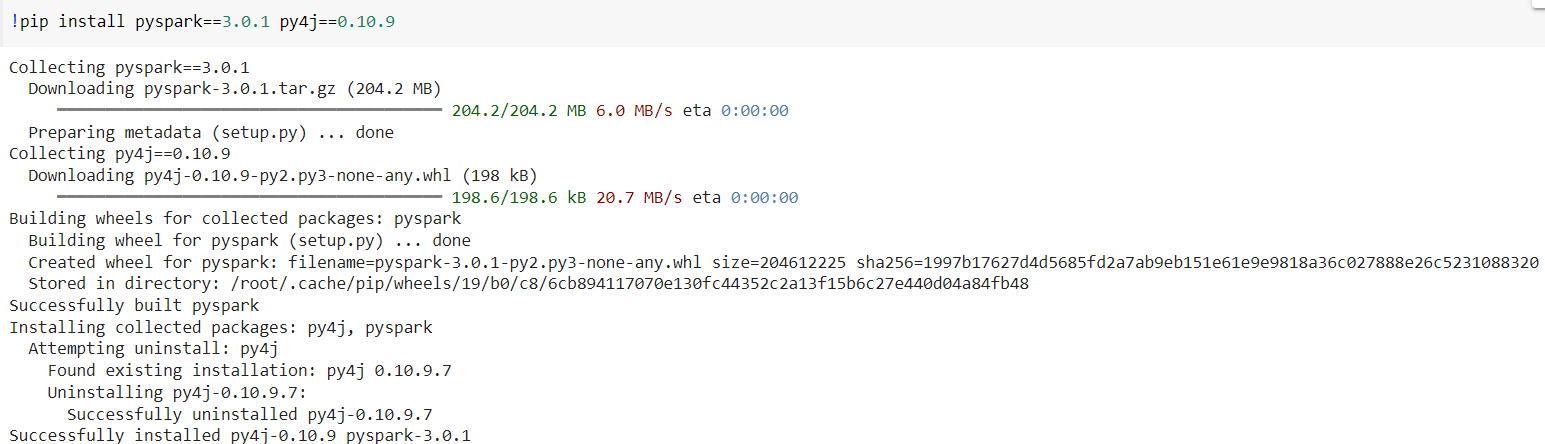 !pip install pyspark==3.0.1 py4j==0.10.9
Collecting pyspark==3.0.1
Downloading pyspark-3.0.1.tar.gz (204.2 MB)
204.2/204.2 MB 6.0 MB/s eta 0:00:00
Preparing metadata (setup.py) ... done
Collecting py4j==0.10.9
Downloading py4j-0.10.9-py2.py3-none-any.whl (198 kB)
198.6/198.6 kB 20.7 MB/s eta 0:00:00
Building wheels for collected packages: pyspark
Building wheel for pyspark (setup.py) ... done
Created wheel for pyspark: filename=pyspark-3.0.1-py2.py3-none-any.whl size=204612225 sha256=1997b17627d4d5685fd2a7ab9eb151e61e9e9818a36c027888e26c5231088320
Stored in directory: /root/.cache/pip/wheels/19/b0/c8/6cb894117070e130fc44352c2a13f15b6c27e440d04a84fb48
Successfully built pyspark
Installing collected packages: py4j, pyspark
Attempting uninstall: py4j
Found existing installation: py4j 0.10.9.7
Uninstalling py4j-0.10.9.7:
Successfully uninstalled py4j-0.10.9.7
Successfully installed py4j-0.10.9 pyspark-3.0.1